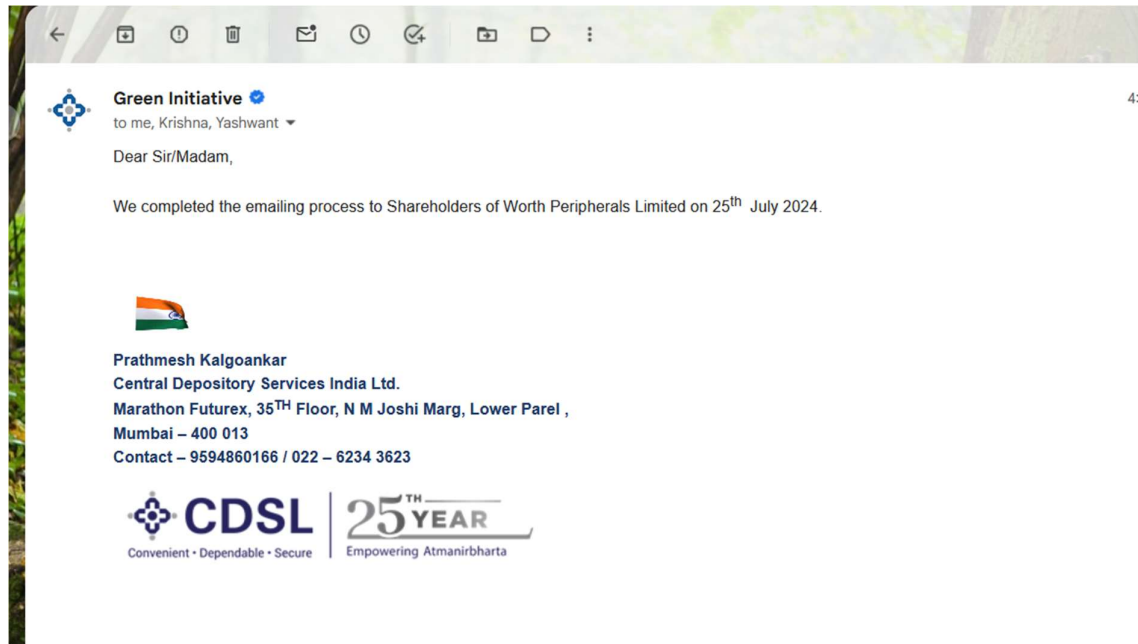 Green Initiative
4:
to me, Krishna, Yashwant
Dear Sir/Madam,
We completed the emailing process to Shareholders of Worth Peripherals Limited on 25th July 2024.
Prathmesh Kalgoankar
Central Depository Services India Ltd.
Marathon Futurex, 35TH Floor, N M Joshi Marg, Lower Parel ,
Mumbai – 400 013
Contact – 9594860166 / 022 – 6234 3623
CDSL
Convenient • Dependable • Secure
25TH YEAR
Empowering Atmanirbharta